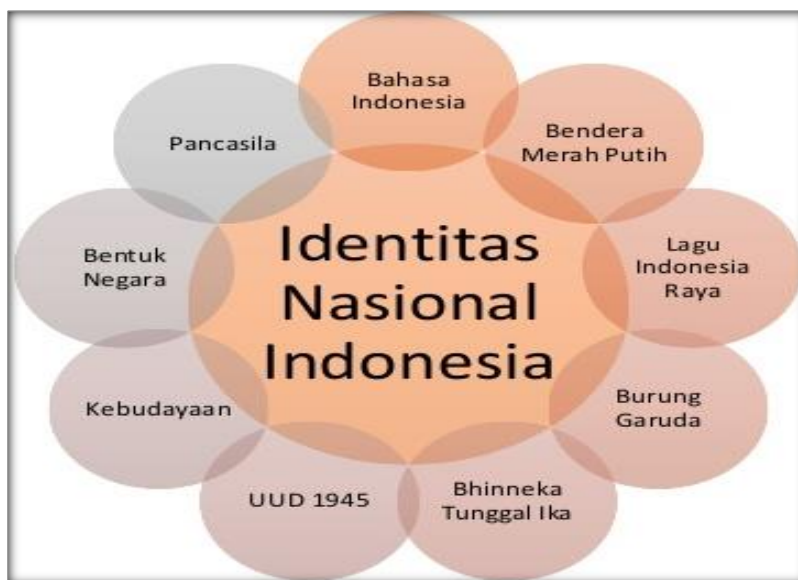 Identitas
Nasional
Indonesia
Bahasa
Indonesia
Bendera
Merah Putih
Lagu
Indonesia
Raya
Burung
Garuda
Bhinneka
Tunggal Ika
UUD 1945
Kebudayaan
Bentuk
Negara
Pancasila